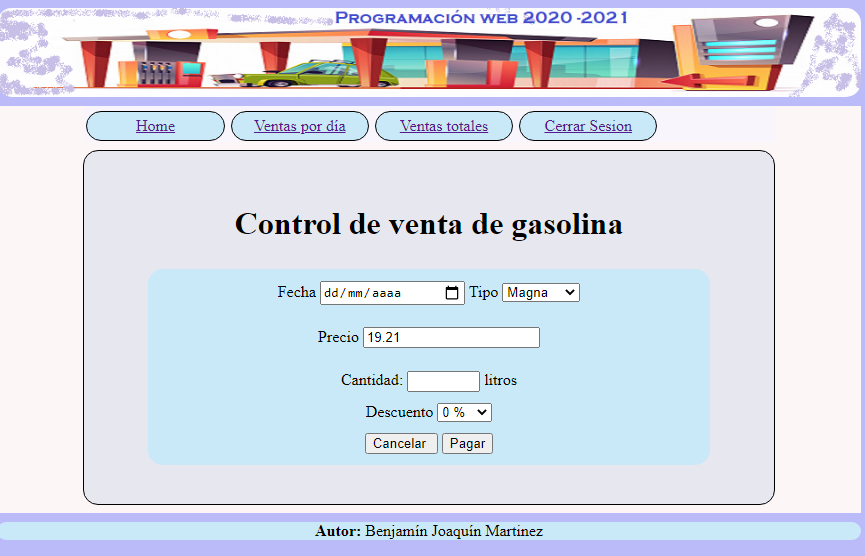 PROGRAMACIÓN WEB 2020 -2021
Home Ventas por día Ventas totales Cerrar Sesion
Control de venta de gasolina
Fecha dd/mm/aaaa Tipo Magna
Precio 19.21
Cantidad: litros
Descuento 0 %
Cancelar Pagar
Autor: Benjamín Joaquín Martinez